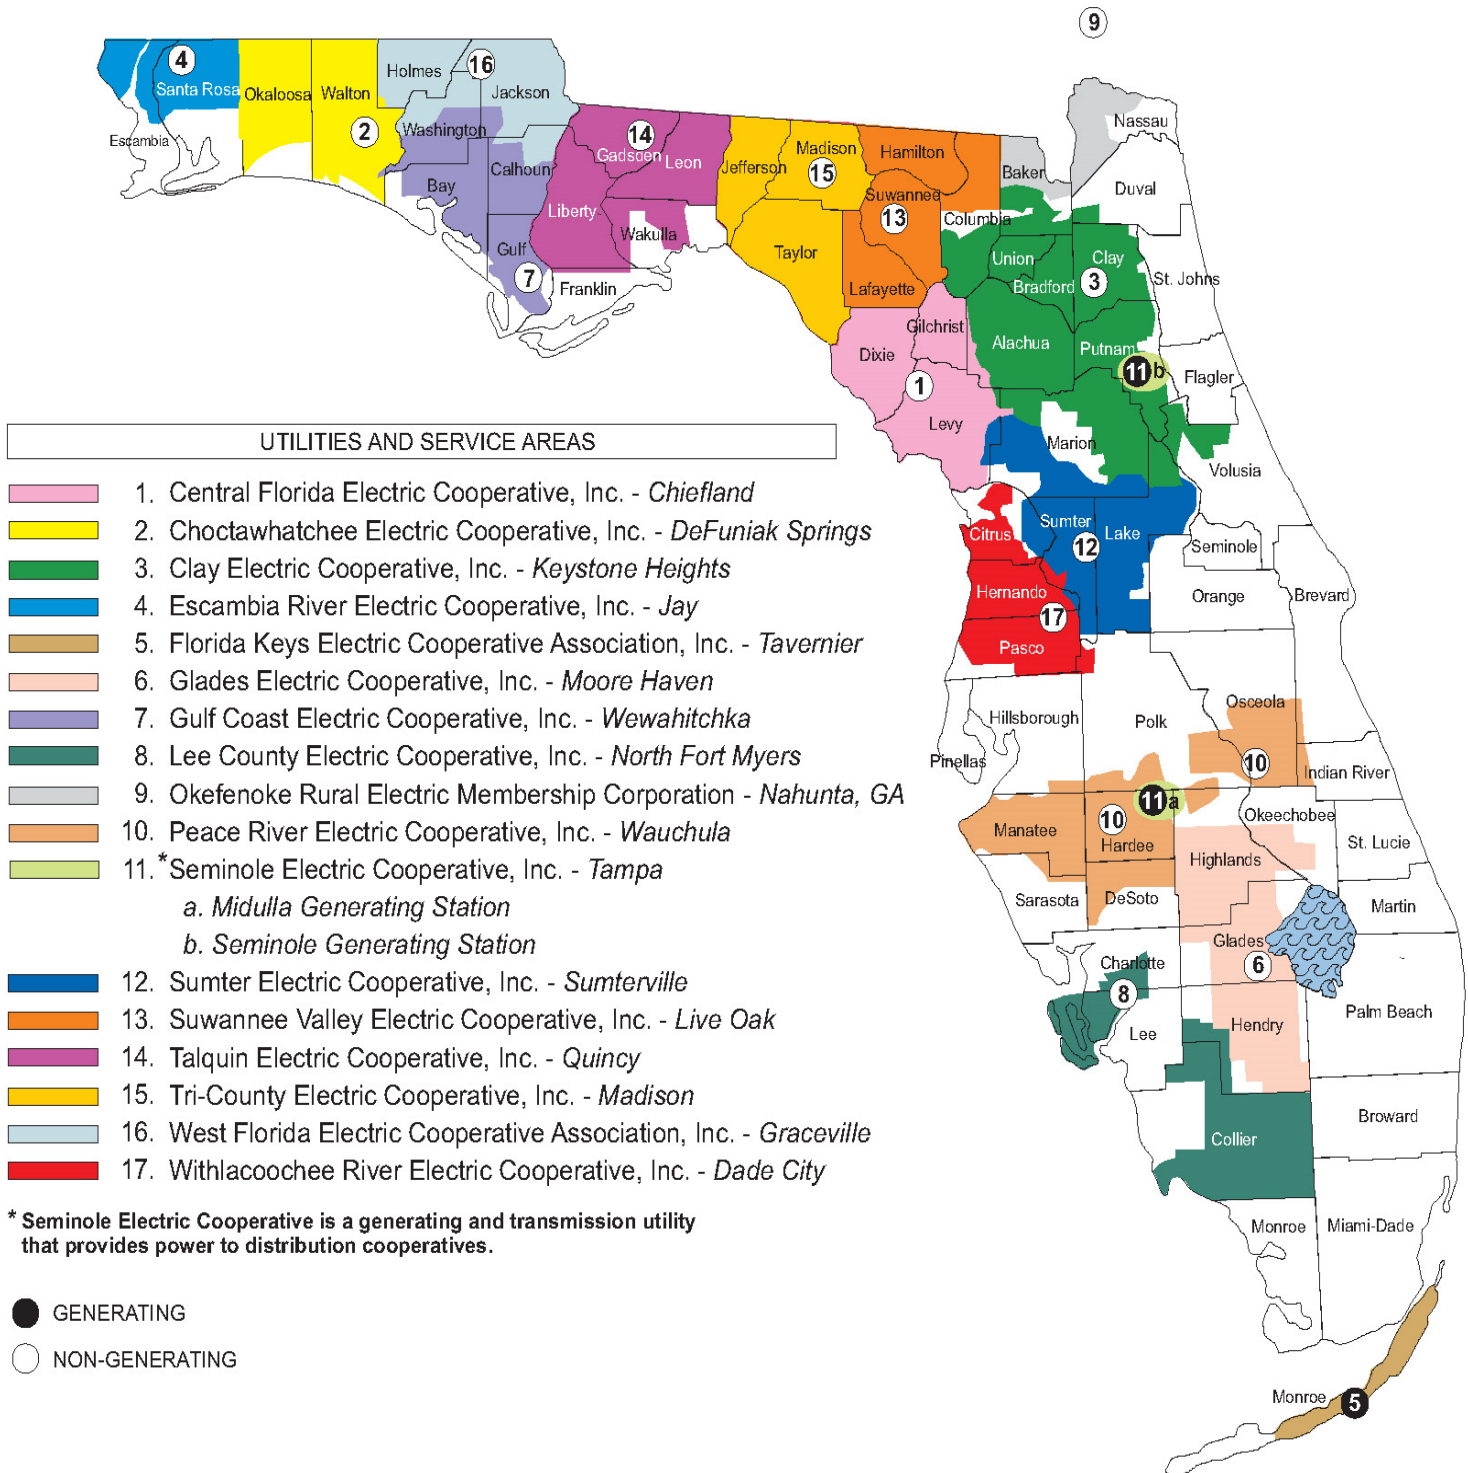 9
4
Santa Rosa
Okaloosa
Walton
Holmes
16
Jackson
Escambia
2
Washington
Calhoun
Bay
Gulf
7
Franklin
14
Gadsden
Leon
Liberty
Wakulla
Jefferson
Madison
15
Taylor
Hamilton
Suwannee
13
Lafayette
Columbia
Baker
Nassau
Duval
Union
Bradford
Clay
3
St. Johns
Gilchrist
Dixie
1
Levy
Alachua
Putnam
11 b
Flagler
Marion
Volusia
Citrus
Sumter
12
Lake
Seminole
Hernando
17
Pasco
Orange
Brevard
Hillsborough
Pinellas
Polk
Osceola
10
Indian River
11 a
Manatee
10
Hardee
Okeechobee
St. Lucie
Highlands
Sarasota
DeSoto
Martin
Glades
6
Charlotte
8
Lee
Hendry
Palm Beach
Collier
Broward
Monroe
Miami-Dade
Monroe
5
UTILITIES AND SERVICE AREAS
1. Central Florida Electric Cooperative, Inc. - Chiefland
2. Choctawhatchee Electric Cooperative, Inc. - DeFuniak Springs
3. Clay Electric Cooperative, Inc. - Keystone Heights
4. Escambia River Electric Cooperative, Inc. - Jay
5. Florida Keys Electric Cooperative Association, Inc. - Tavernier
6. Glades Electric Cooperative, Inc. - Moore Haven
7. Gulf Coast Electric Cooperative, Inc. - Wewahitchka
8. Lee County Electric Cooperative, Inc. - North Fort Myers
9. Okefenoke Rural Electric Membership Corporation - Nahunta, GA
10. Peace River Electric Cooperative, Inc. - Wauchula
11.*Seminole Electric Cooperative, Inc. - Tampa
a. Midulla Generating Station
b. Seminole Generating Station
12. Sumter Electric Cooperative, Inc. - Sumterville
13. Suwannee Valley Electric Cooperative, Inc. - Live Oak
14. Talquin Electric Cooperative, Inc. - Quincy
15. Tri-County Electric Cooperative, Inc. - Madison
16. West Florida Electric Cooperative Association, Inc. - Graceville
17. Withlacoochee River Electric Cooperative, Inc. - Dade City
* Seminole Electric Cooperative is a generating and transmission utility
that provides power to distribution cooperatives.
GENERATING
NON-GENERATING